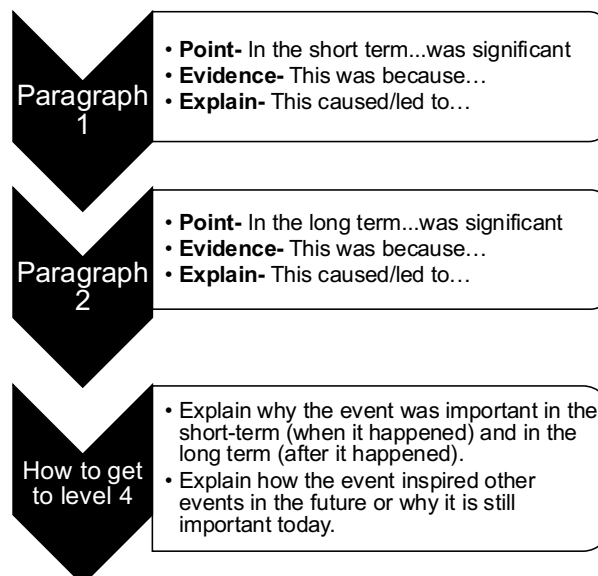 Paragraph
1
• Point- In the short term...was significant
• Evidence- This was because…
• Explain- This caused/led to…
Paragraph
2
• Point- In the long term...was significant
• Evidence- This was because…
• Explain- This caused/led to…
How to get
to level 4
• Explain why the event was important in the
short-term (when it happened) and in the
long term (after it happened).
• Explain how the event inspired other
events in the future or why it is still
important today.